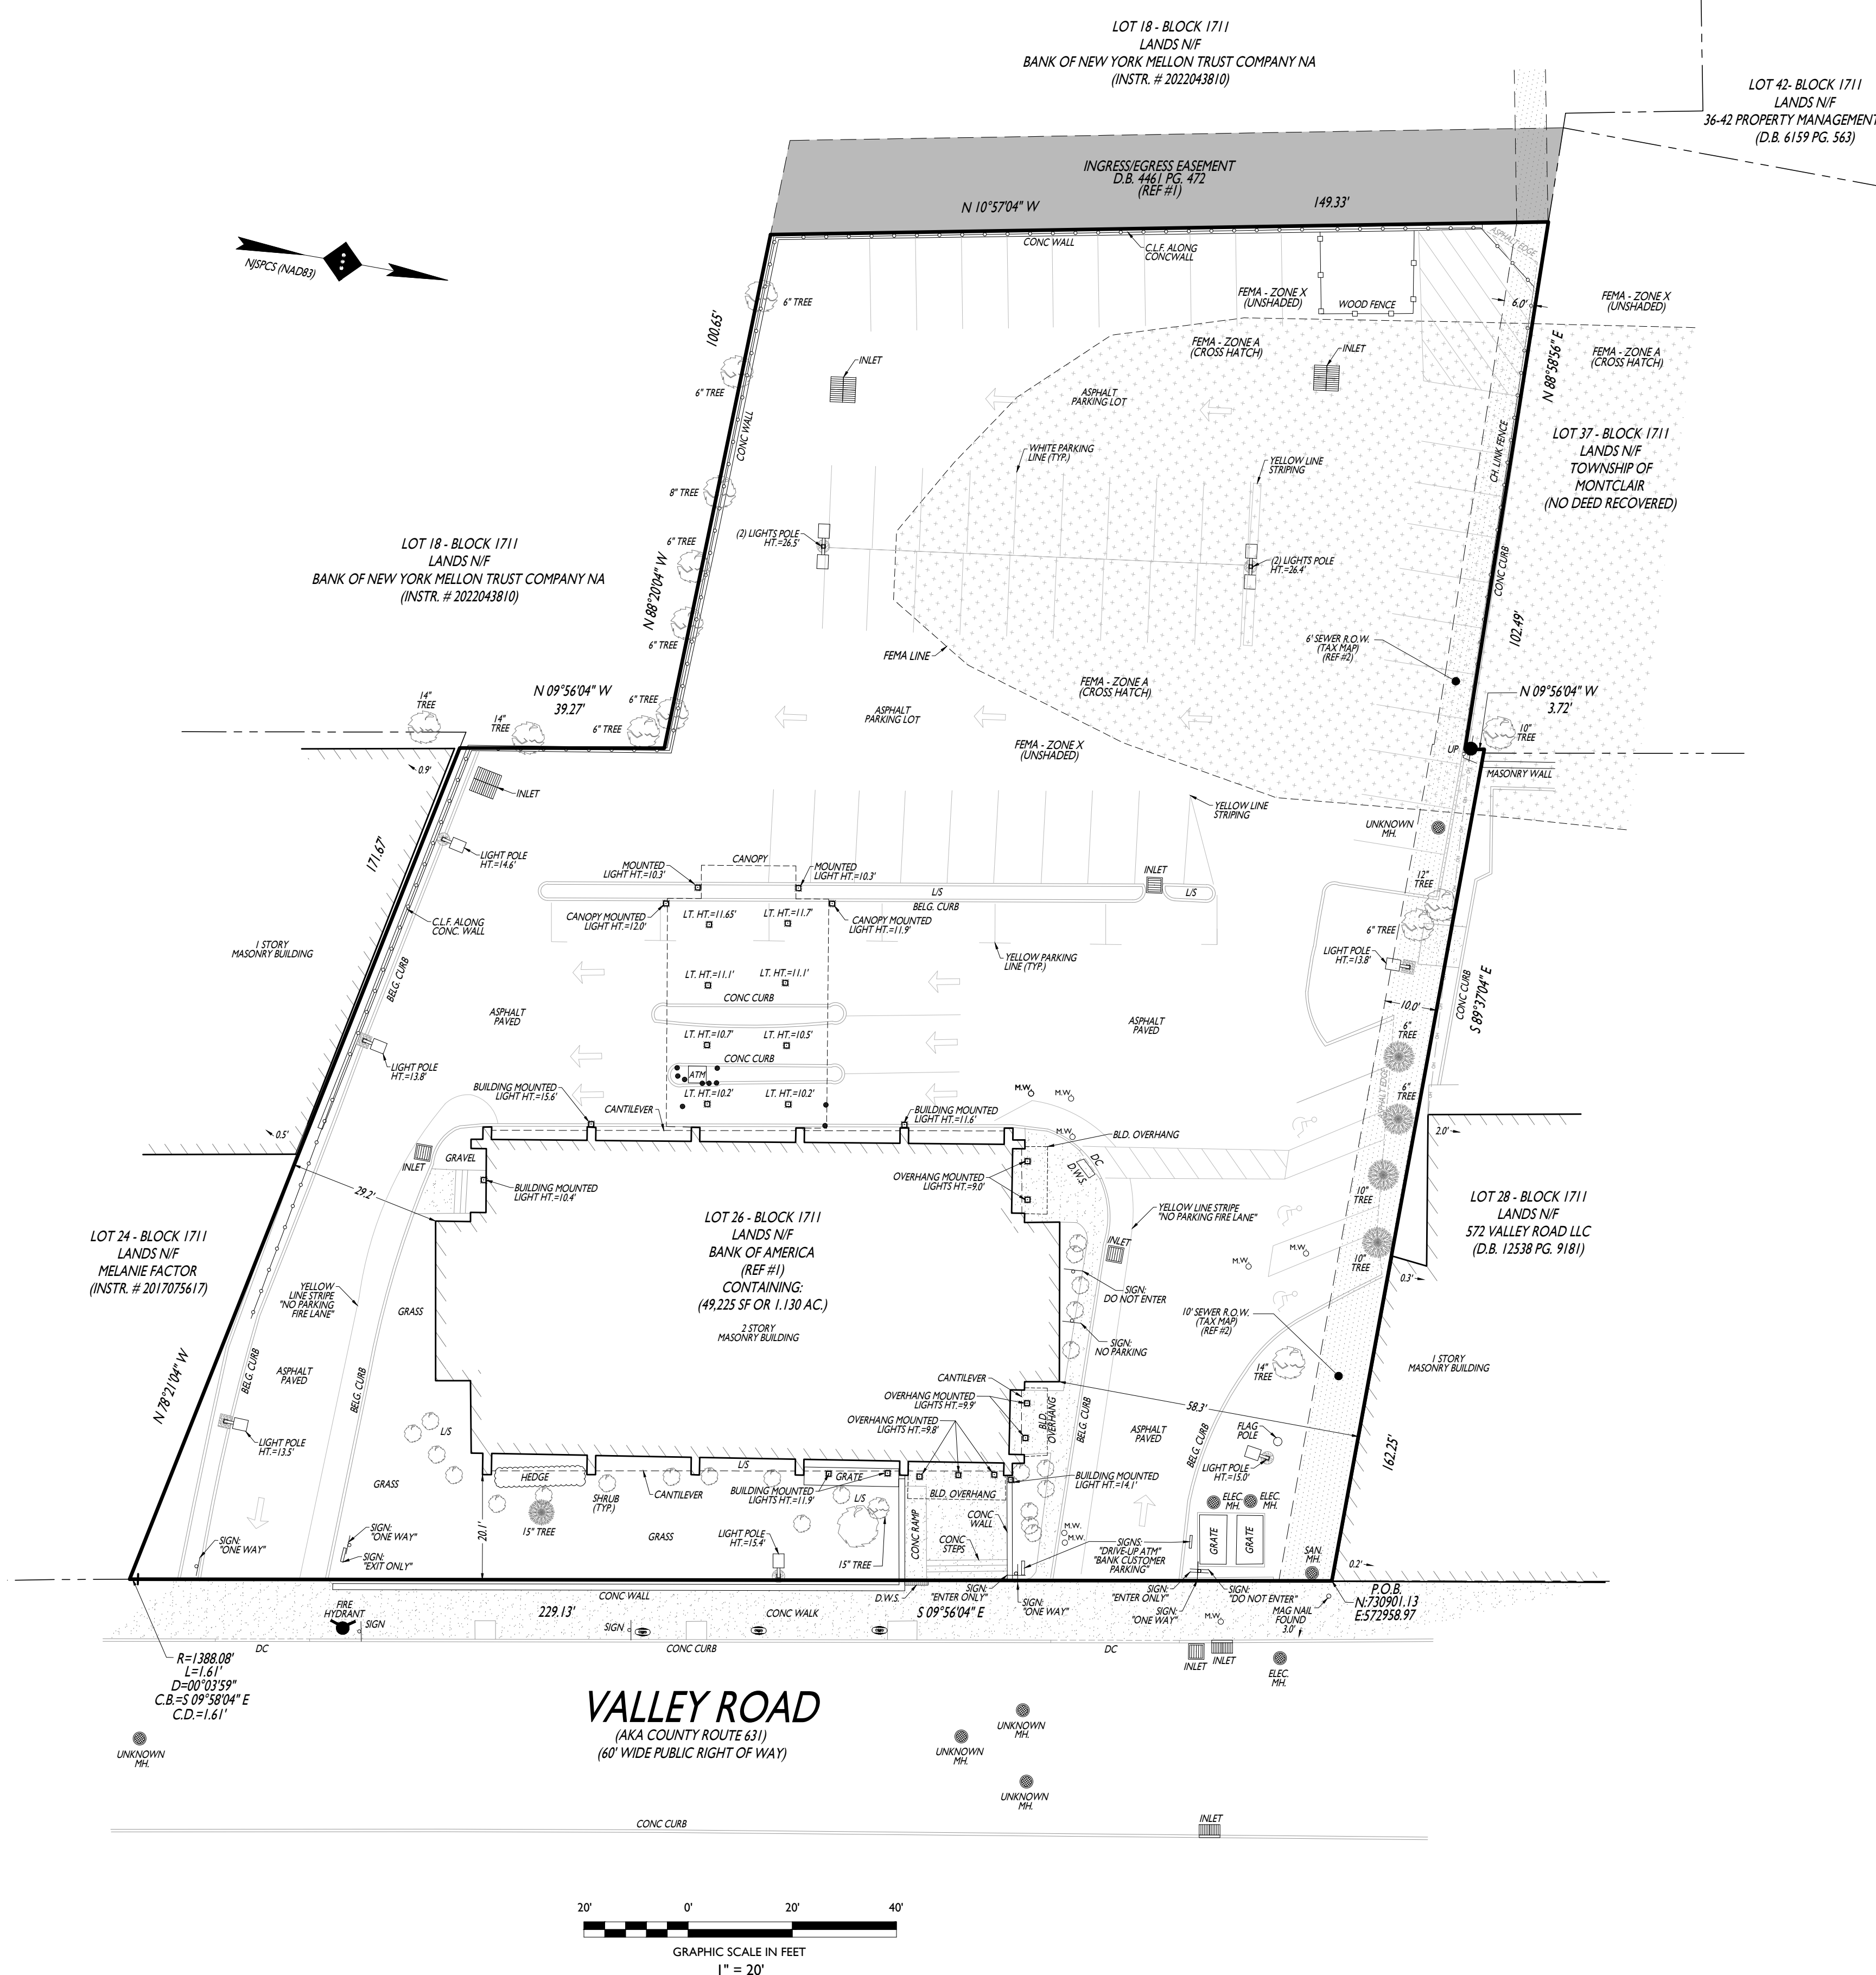 LOT 18 - BLOCK 1711
LANDS N/F
BANK OF NEW YORK MELLON TRUST COMPANY NA
(INSTR. # 2022043810)
LOT 42- BLOCK 1711
LANDS N/F
36-42 PROPERTY MANAGEMENT
(D.B. 6159 PG. 563)
INGRESS/EGRESS EASEMENT
D.B. 4461 PG. 472
(REF #1)
N 10°57'04" W
149.33'
NJSPCS (NAD83)
CONC WALL
C.L.F. ALONG
CONCWALL
ASPHALT EDGE
6" TREE
100.65'
FEMA - ZONE X
(UNSHADED)
WOOD FENCE
6.0'
FEMA - ZONE X
(UNSHADED)
FEMA - ZONE A
(CROSS HATCH)
FEMA - ZONE A
(CROSS HATCH)
N 88°58'56" E
INLET
INLET
6" TREE
ASPHALT
PARKING LOT
CONC WALL
WHITE PARKING
LINE (TYP.)
YELLOW LINE
STRIPING
CH. LINK FENCE
LOT 37 - BLOCK 1711
LANDS N/F
TOWNSHIP OF
MONTCLAIR
(NO DEED RECOVERED)
8" TREE
(2) LIGHTS POLE
HT.=26.5'
6" TREE
(2) LIGHTS POLE
HT.=26.4'
LOT 18 - BLOCK 1711
LANDS N/F
BANK OF NEW YORK MELLON TRUST COMPANY NA
(INSTR. # 2022043810)
N 88°20'04" W
CONC CURB
102.49'
6" TREE
FEMA LINE
6' SEWER R.O.W.
(TAX MAP)
(REF #2)
FEMA - ZONE A
(CROSS HATCH)
N 09°56'04" W
39.27'
N 09°56'04" W
3.72'
14"
TREE
14"
TREE
6" TREE
6" TREE
ASPHALT
PARKING LOT
10"
TREE
FEMA - ZONE X
(UNSHADED)
UP
MASONRY WALL
0.9'
INLET
YELLOW LINE
STRIPING
UNKNOWN
MH.
171.67'
LIGHT POLE
HT.=14.6'
CANOPY
MOUNTED
LIGHT HT.=10.3'
MOUNTED
LIGHT HT.=10.3'
INLET
12"
TREE
L/S
L/S
BELG. CURB
CANOPY MOUNTED
LIGHT HT.=12.0'
LT. HT.=11.65'
LT. HT.=11.7'
CANOPY MOUNTED
LIGHT HT.=11.9'
C.L.F. ALONG
CONC. WALL
6" TREE
LIGHT POLE
HT.=13.8'
1 STORY
MASONRY BUILDING
YELLOW PARKING
LINE (TYP.)
BELG. CURB
LT. HT.=11.1'
LT. HT.=11.1'
CONC CURB
CONC CURB
S 89°37'04" E
10.0'
ASPHALT
PAVED
ASPHALT
PAVED
LT. HT.=10.7'
LT. HT.=10.5'
6"
TREE
CONC CURB
ATM
LIGHT POLE
HT.=13.8'
BUILDING MOUNTED
LIGHT HT.=15.6'
LT. HT.=10.2'
LT. HT.=10.2'
M.W.
M.W.
6"
TREE
ASPHALT EDGE
CANTILEVER
BUILDING MOUNTED
LIGHT HT.=11.6'
0.5'
M.W.
BLD. OVERHANG
2.0'
INLET
GRAVEL
DC
D.W.S.
29.2'
BUILDING MOUNTED
LIGHT HT.=10.4'
OVERHANG MOUNTED
LIGHTS HT.=9.0'
10"
TREE
YELLOW LINE STRIPE
"NO PARKING FIRE LANE"
LOT 28 - BLOCK 1711
LANDS N/F
572 VALLEY ROAD LLC
(D.B. 12538 PG. 9181)
LOT 26 - BLOCK 1711
LANDS N/F
BANK OF AMERICA
(REF #1)
CONTAINING:
(49,225 SF OR 1.130 AC.)
2 STORY
MASONRY BUILDING
LOT 24 - BLOCK 1711
LANDS N/F
MELANIE FACTOR
(INSTR. # 2017075617)
INLET
M.W.
M.W.
10"
TREE
0.3'
YELLOW
LINE STRIPE
"NO PARKING
FIRE LANE"
GRASS
SIGN:
DO NOT ENTER
10' SEWER R.O.W.
(TAX MAP)
(REF #2)
SIGN:
NO PARKING
14"
TREE
1 STORY
MASONRY BUILDING
N 78°21'04" W
BELG. CURB
ASPHALT
PAVED
BELG. CURB
CANTILEVER
OVERHANG MOUNTED
LIGHTS HT.=9.9'
BLD.
OVERHANG
BELG. CURB
58.3'
OVERHANG MOUNTED
LIGHTS HT.=9.8'
ASPHALT
PAVED
BELG. CURB
FLAG
POLE
LIGHT POLE
HT.=13.5'
L/S
162.25'
LIGHT POLE
HT.=15.0'
L/S
HEDGE
GRATE
GRASS
CANTILEVER
BUILDING MOUNTED
LIGHTS HT.=11.9'
BLD. OVERHANG
BUILDING MOUNTED
LIGHT HT.=14.1'
SHRUB
(TYP.)
L/S
ELEC.
MH.
ELEC.
MH.
20.1'
15" TREE
GRASS
LIGHT POLE
HT.=15.4'
CONC RAMP
CONC
WALL
CONC
STEPS
M.W.
M.W.
SIGNS:
"DRIVE-UP ATM"
"BANK CUSTOMER
PARKING"
GRATE
GRATE
SIGN:
"ONE WAY"
SIGN:
"ONE WAY"
SIGN:
"EXIT ONLY"
15" TREE
SAN.
MH.
0.2'
CONC WALL
D.W.S.
SIGN:
"ENTER ONLY"
SIGN:
"ONE WAY"
SIGN:
"ENTER ONLY"
SIGN:
"DO NOT ENTER"
SIGN:
"ONE WAY"
P.O.B.
N:730901.13
E:572958.97
MAG NAIL
FOUND
3.0'
FIRE
HYDRANT
SIGN
229.13'
SIGN
CONC WALK
S 09°56'04" E
M.W.
DC
CONC CURB
DC
INLET
INLET
ELEC.
MH.
R=1388.08'
L=1.61'
D=00°03'59"
C.B.=S 09°58'04" E
C.D.=1.61'
VALLEY ROAD
(AKA COUNTY ROUTE 631)
(60' WIDE PUBLIC RIGHT OF WAY)
UNKNOWN
MH.
UNKNOWN
MH.
UNKNOWN
MH.
UNKNOWN
MH.
CONC CURB
INLET
20'
0'
20'
40'
GRAPHIC SCALE IN FEET
1" = 20'